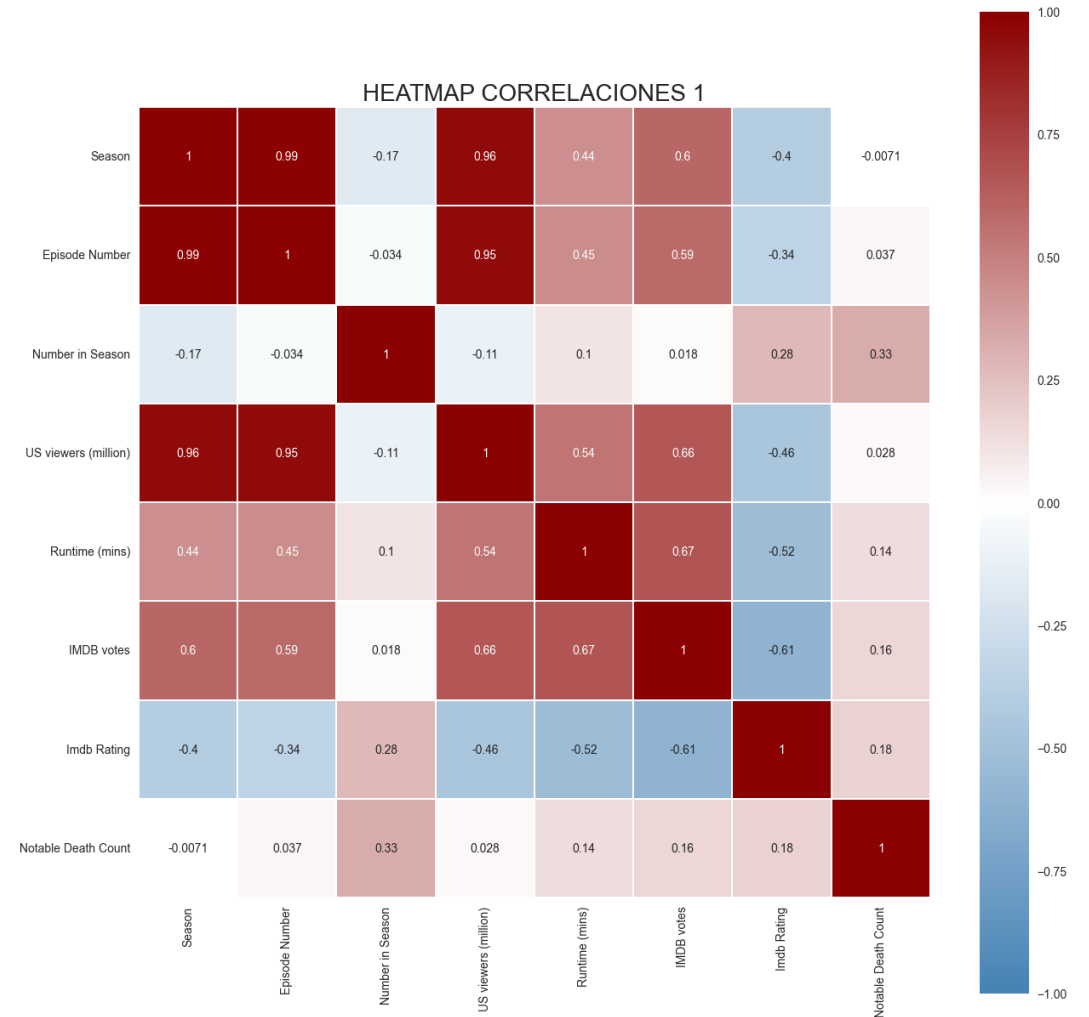 HEATMAP CORRELACIONES 1
Season 1 0.99 -0.17 0.96 0.44 0.6 -0.4 -0.0071
Episode Number 0.99 1 -0.034 0.95 0.45 0.59 -0.34 0.037
Number in Season -0.17 -0.034 1 -0.11 0.1 0.018 0.28 0.33
US viewers (million) 0.96 0.95 -0.11 1 0.54 0.66 -0.46 0.028
Runtime (mins) 0.44 0.45 0.1 0.54 1 0.67 -0.52 0.14
IMDB votes 0.6 0.59 0.018 0.66 0.67 1 -0.61 0.16
Imdb Rating -0.4 -0.34 0.28 -0.46 -0.52 -0.61 1 0.18
Notable Death Count -0.0071 0.037 0.33 0.028 0.14 0.16 0.18 1
Season
Episode Number
Number in Season
US viewers (million)
Runtime (mins)
IMDB votes
Imdb Rating
Notable Death Count
1.00
0.75
0.50
0.25
0.00
−0.25
−0.50
−0.75
−1.00